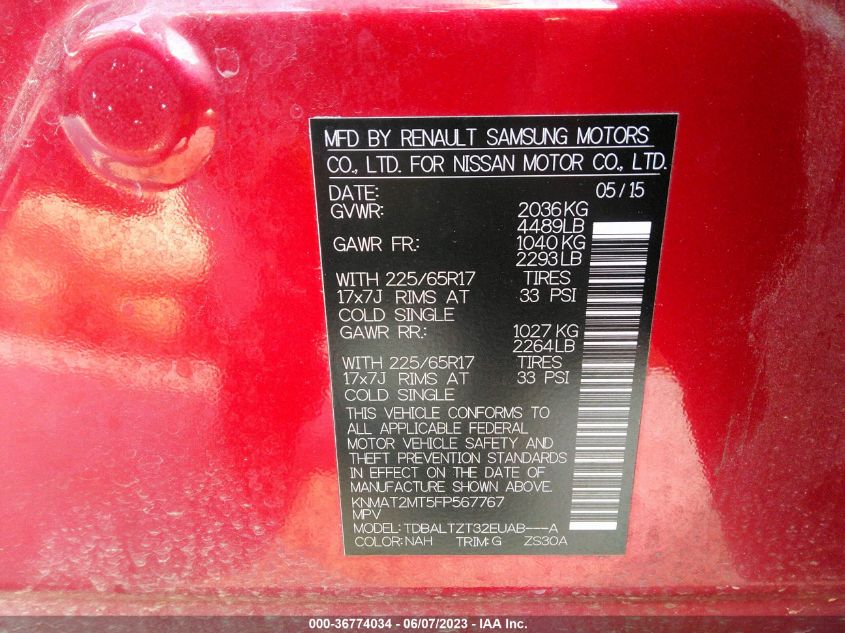 MFD BY RENAULT SAMSUNG MOTORS
CO., LTD. FOR NISSAN MOTOR CO., LTD.
DATE: 05/15
GVWR: 2036KG
4489LB
GAWR FR.: 1040KG
2293LB
WITH 225/65R17 TIRES
17x7J RIMS AT 33 PSI
COLD SINGLE
GAWR RR.: 1027 KG
2264LB
WITH 225/65R17 TIRES
17x7J RIMS AT 33 PSI
COLD SINGLE
THIS VEHICLE CONFORMS TO
ALL APPLICABLE FEDERAL
MOTOR VEHICLE SAFETY AND
THEFT PREVENTION STANDARDS
IN EFFECT ON THE DATE OF
MANUFACTURE SHOWN ABOVE.
KNMAT2MT5FP567767
MPV
MODEL: TDBALTZT32EUAB---A
COLOR: NAH TRIM: G ZS30A
000-36774034 - 06/07/2023 - IAA Inc.